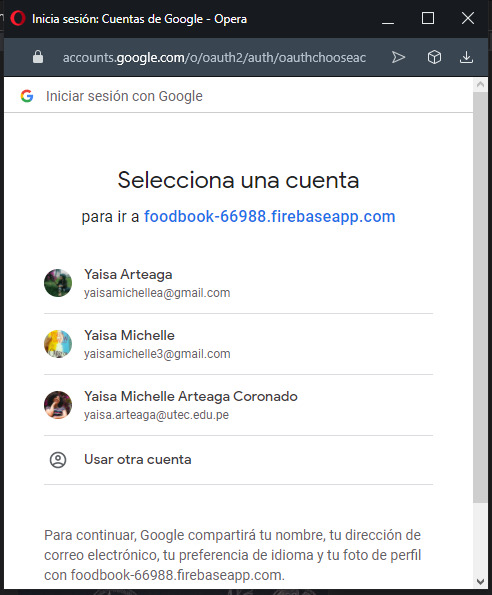 Inicia sesión: Cuentas de Google - Opera
accounts.google.com/o/oauth2/auth/oauthchooseac
Iniciar sesión con Google
Selecciona una cuenta
para ir a foodbook-66988.firebaseapp.com
Yaisa Arteaga
yaisamichellea@gmail.com
Yaisa Michelle
yaisamichelle3@gmail.com
Yaisa Michelle Arteaga Coronado
yaisa.arteaga@utec.edu.pe
Usar otra cuenta
Para continuar, Google compartirá tu nombre, tu dirección de
correo electrónico, tu preferencia de idioma y tu foto de perfil
con foodbook-66988.firebaseapp.com.